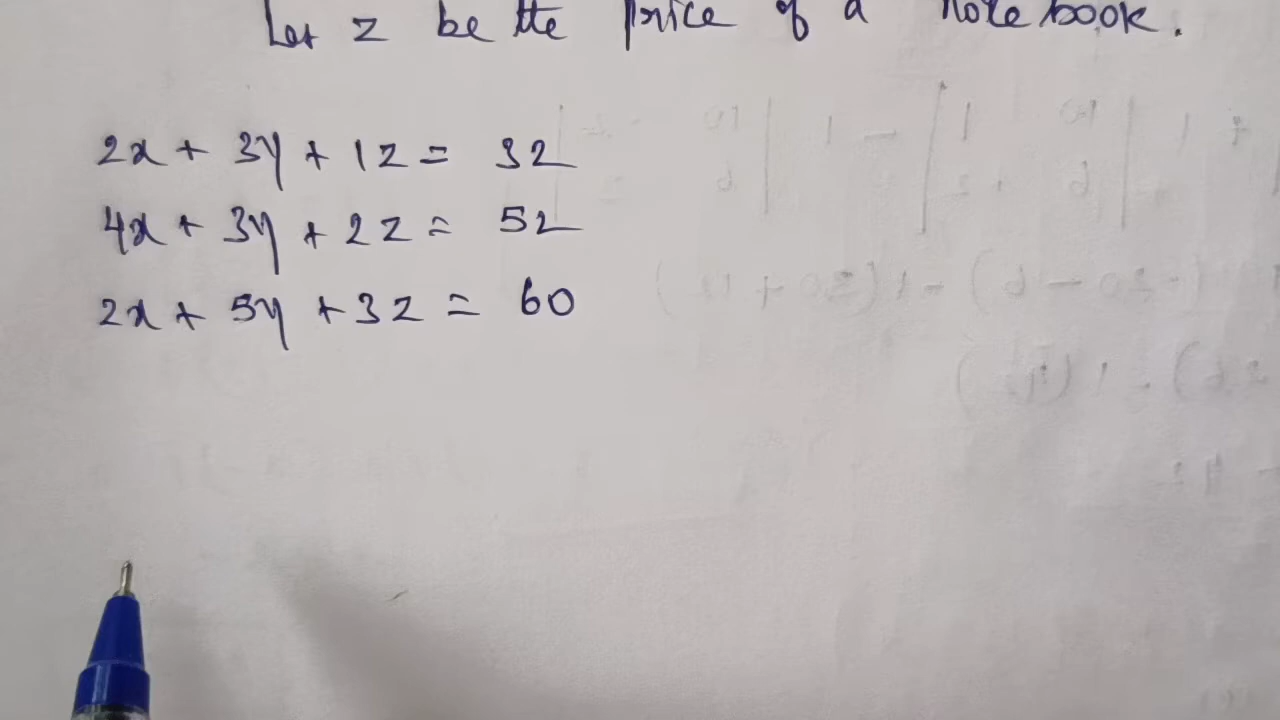 Let z be the price of a note book.
2x + 3y + 1z = 32
4x + 3y + 2z = 52
2x + 5y + 3z = 60